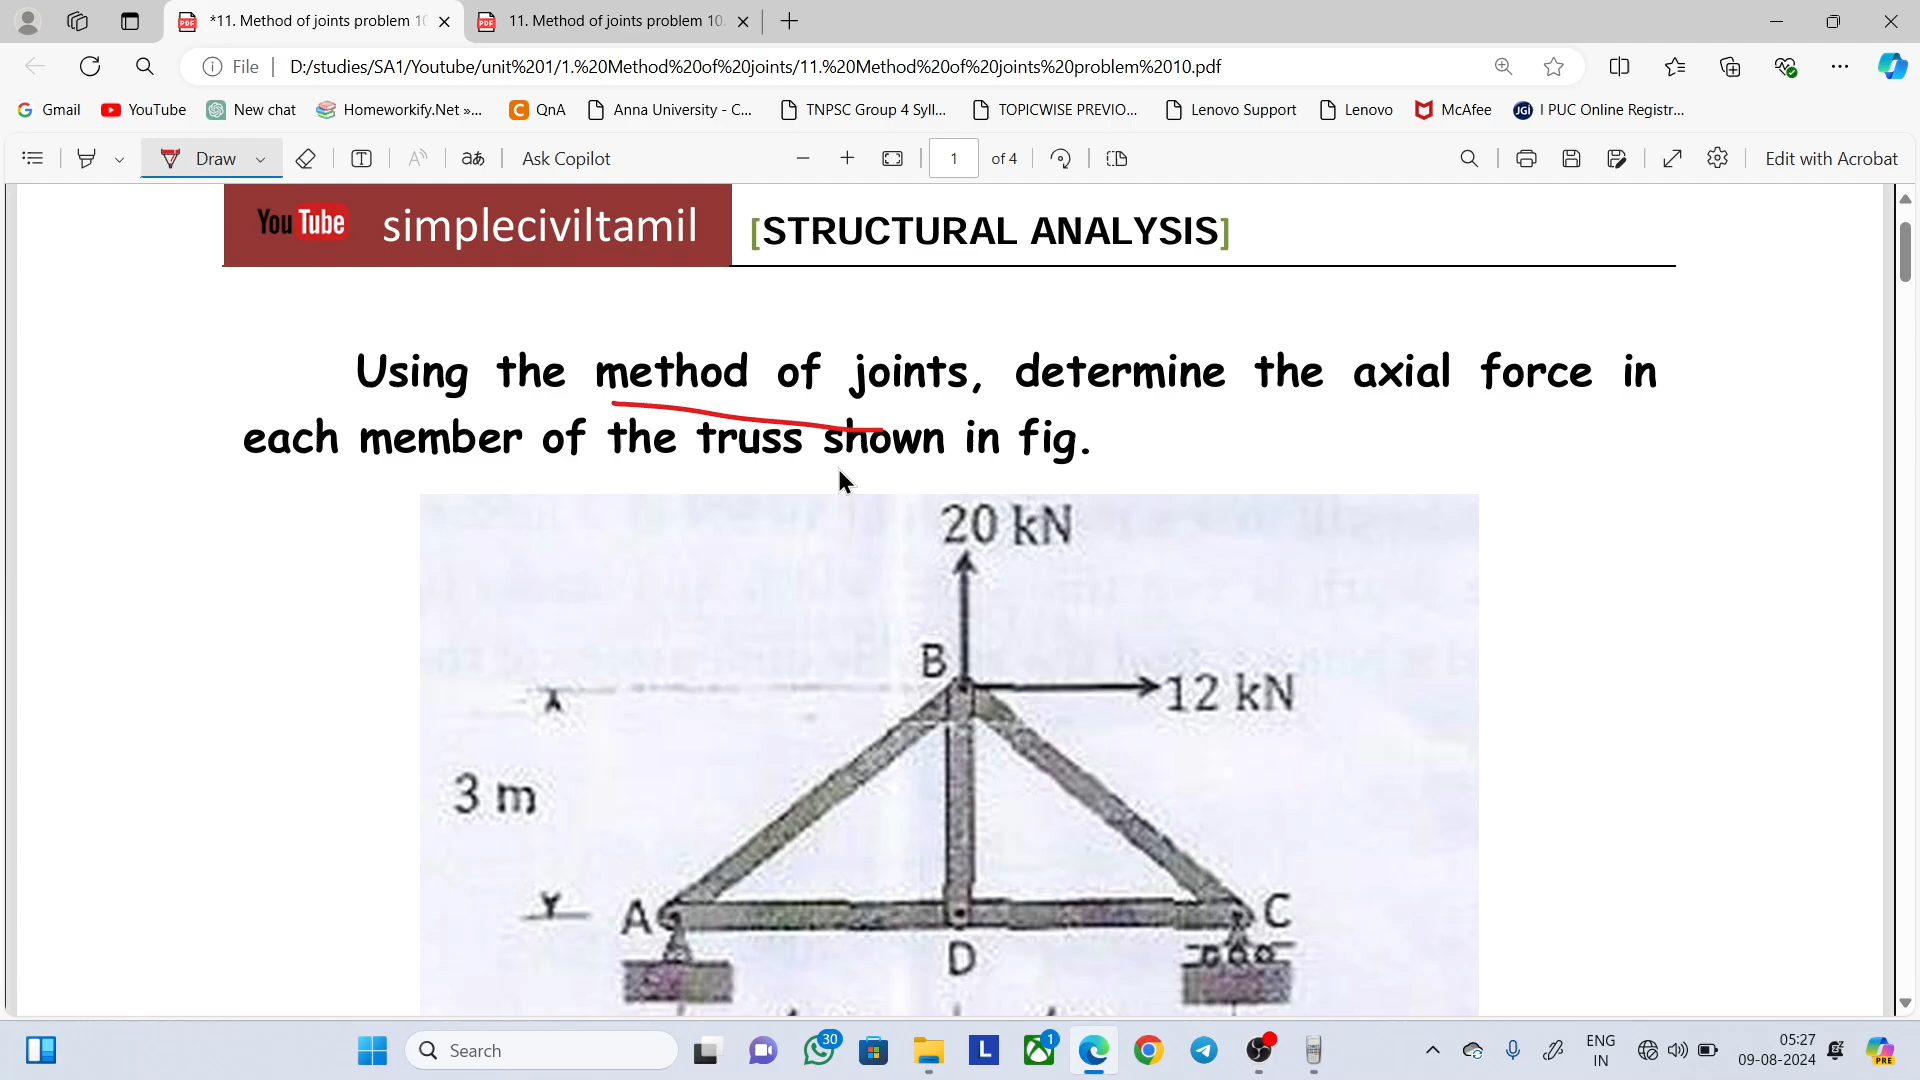 *11. Method of joints problem 10
11. Method of joints problem 10.
File
D:/studies/SA1/Youtube/unit%201/1.%20Method%20of%20joints/11.%20Method%20of%20joints%20problem%2010.pdf
Gmail
YouTube
New chat
Homeworkify.Net »...
QnA
Anna University - C...
TNPSC Group 4 Syll...
TOPICWISE PREVIO...
Lenovo Support
Lenovo
McAfee
I PUC Online Registr...
Draw
Ask Copilot
1 of 4
Edit with Acrobat
YouTube simpleciviltamil [STRUCTURAL ANALYSIS]
Using the method of joints, determine the axial force in
each member of the truss shown in fig.
20 kN
B
12 kN
3 m
A
C
D
Search
30
1
ENG
IN
05:27
09-08-2024
PRE